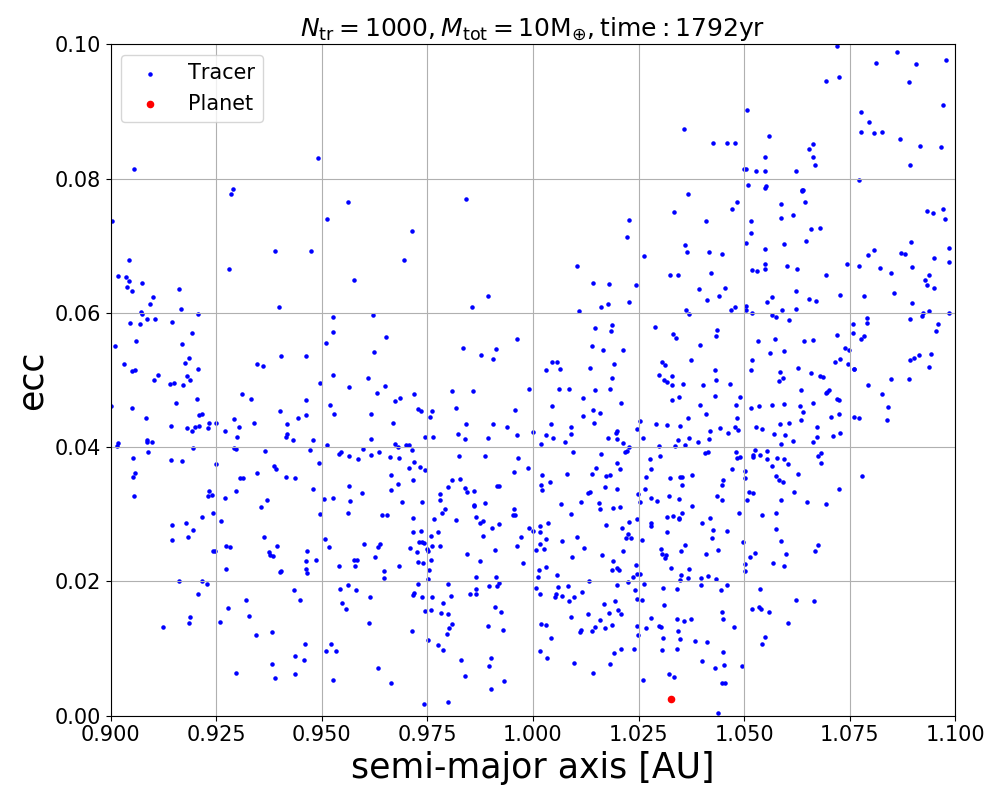 N_tr = 1000, M_tot = 10M_⊕, time : 1792yr
Tracer
Planet
0.10
0.08
0.06
0.04
0.02
0.00
ecc
0.900 0.925 0.950 0.975 1.000 1.025 1.050 1.075 1.100
semi-major axis [AU]